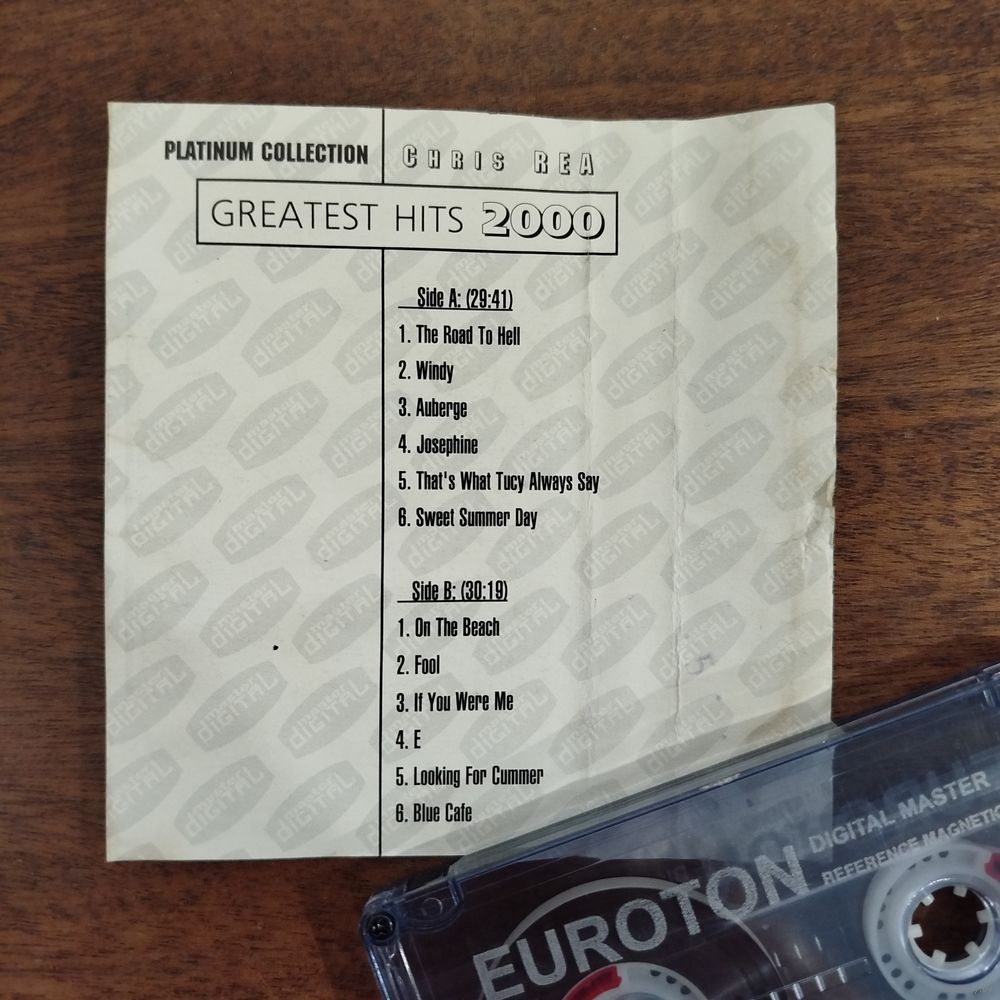 PLATINUM COLLECTION
CHRIS REA
GREATEST HITS 2000
Side A: (29:41)
1. The Road To Hell
2. Windy
3. Auberge
4. Josephine
5. That's What Tucy Always Say
6. Sweet Summer Day
Side B: (30:19)
1. On The Beach
2. Fool
3. If You Were Me
4. E
5. Looking For Cummer
6. Blue Cafe
EUROTON
DIGITAL MASTER
REFERENCE MAGNETIC